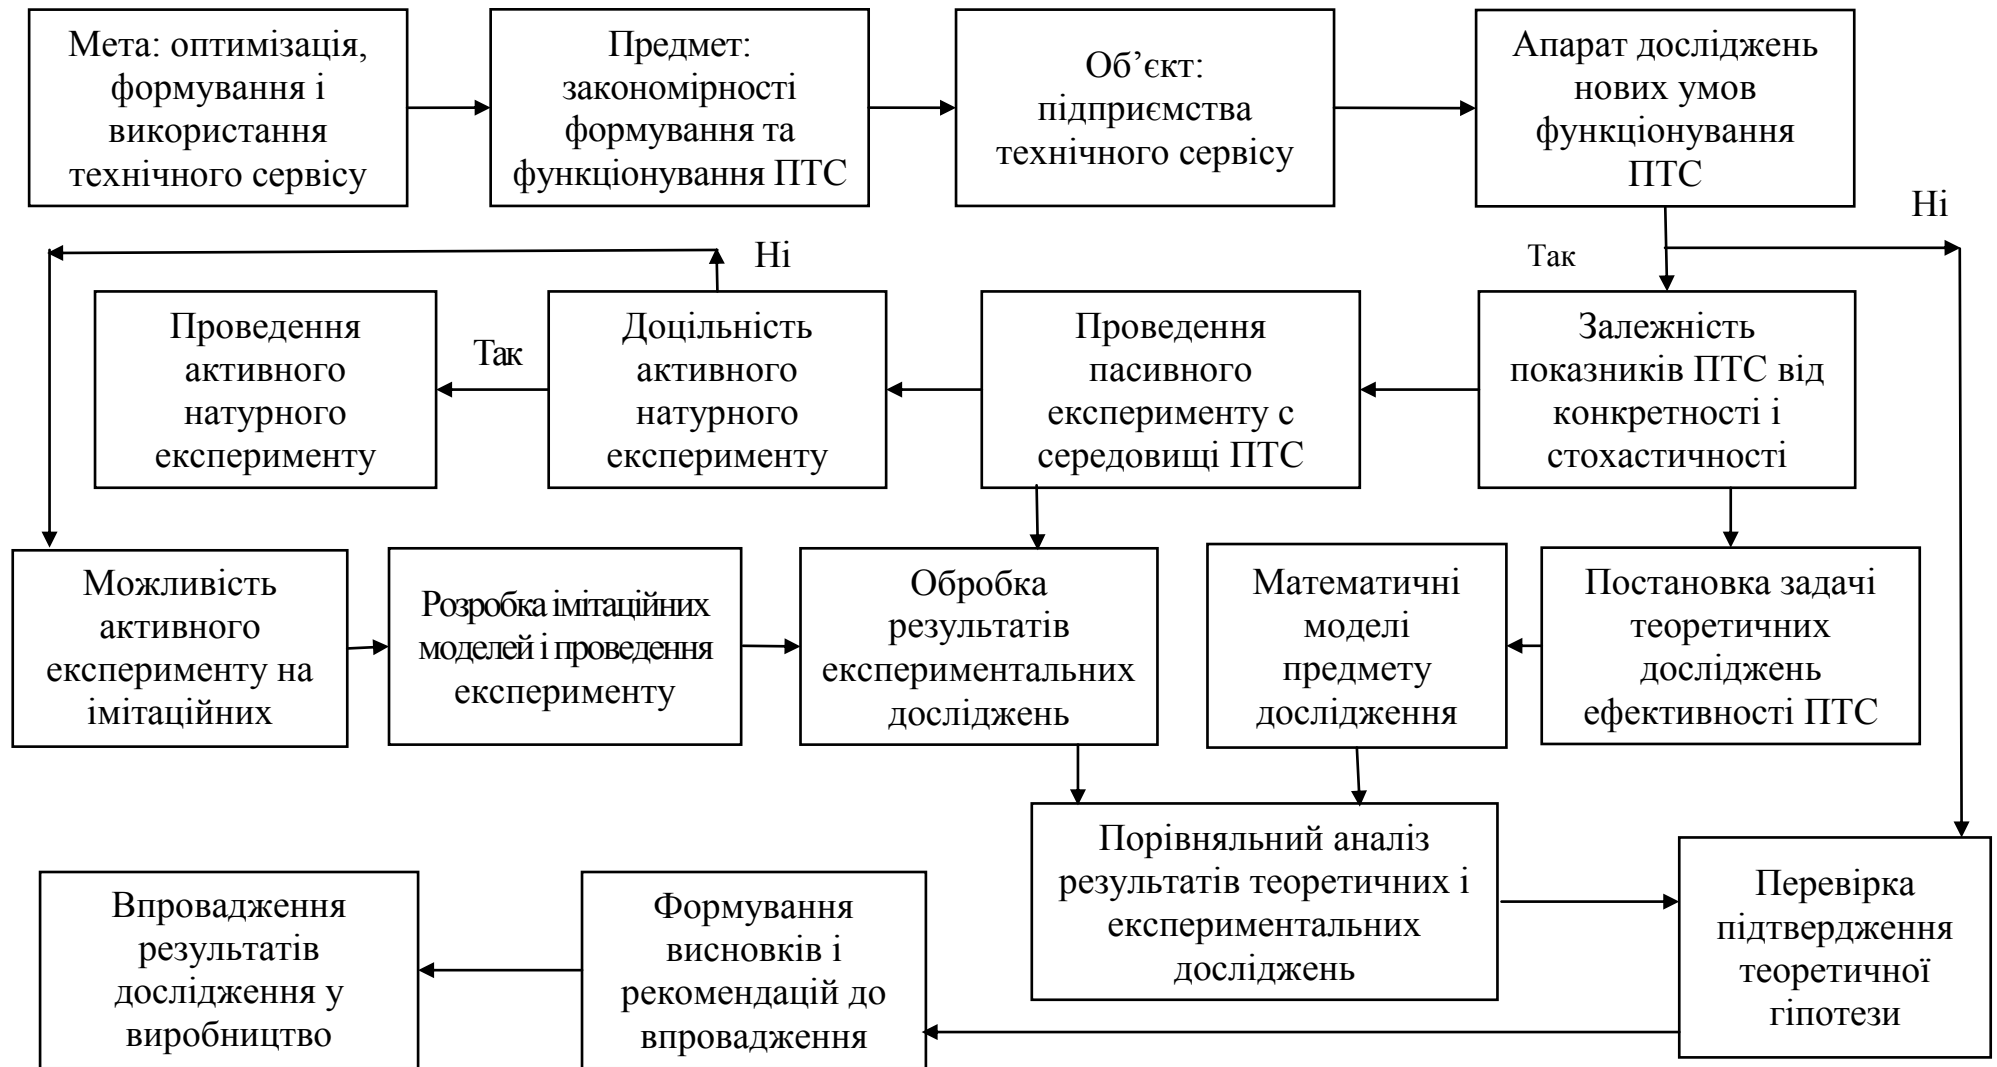 Мета: оптимізація,
формування і
використання
технічного сервісу
Предмет:
закономірності
формування та
функціонування ПТС
Об’єкт:
підприємства
технічного сервісу
Апарат досліджень
нових умов
функціонування
ПТС
Ні
Так
Ні
Проведення
активного
натурного
експерименту
Так
Доцільність
активного
натурного
експерименту
Проведення
пасивного
експерименту с
середовищі ПТС
Залежність
показників ПТС від
конкретності і
стохастичності
Можливість
активного
експерименту на
імітаційних
Розробка імітаційних
моделей і проведення
експерименту
Обробка
результатів
експериментальних
досліджень
Математичні
моделі
предмету
дослідження
Постановка задачі
теоретичних
досліджень
ефективності ПТС
Порівняльний аналіз
результатів теоретичних і
експериментальних
досліджень
Перевірка
підтвердження
теоретичної
гіпотези
Впровадження
результатів
дослідження у
виробництво
Формування
висновків і
рекомендацій до
впровадження